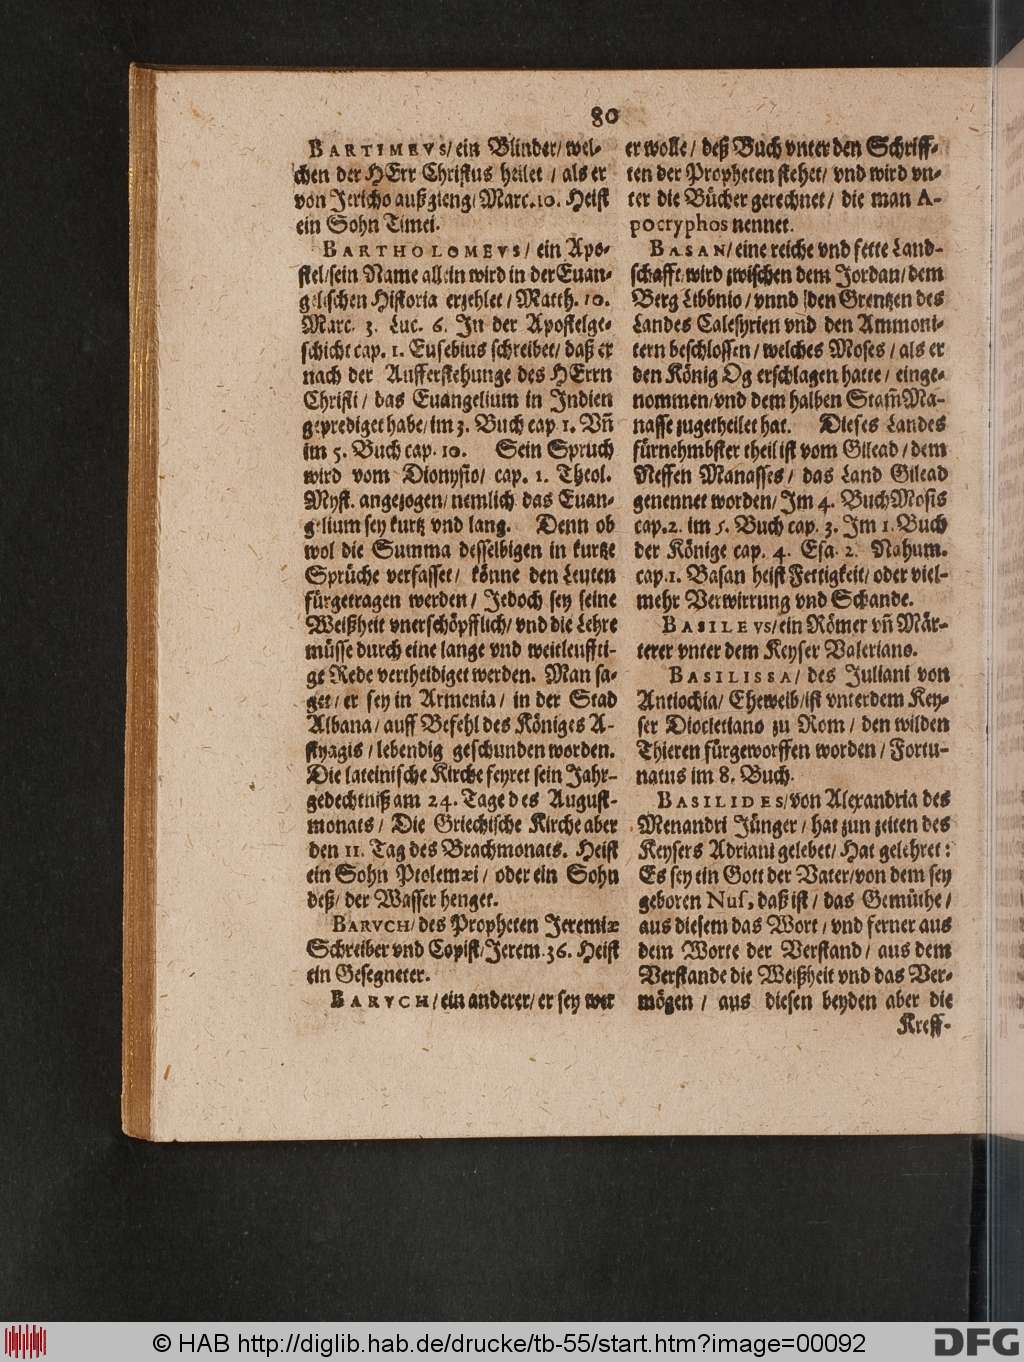 80
BARTIMEVS/ ein Blinder/ wel-
chen der HErr Christus heilet / als er
von Jericho außgieng/ Marc. 10. Heist
ein Sohn Timei.
BARTHOLOMEVS/ ein Apo-
stel/ sein Name allein wird in der Euan-
gelischen Historia erzehlet / Matth. 10.
Marc. 3. Luc. 6. In der Apostelge-
schicht cap. 1. Eusebius schreibet/ daß er
nach der Aufferstehunge des HErrn
Christi / das Euangelium in Indien
geprediget habe/ im 3. Buch cap 1. Vñ
im 5. Buch cap. 10. Sein Spruch
wird vom Dionysio/ cap. 1. Theol.
Myst. angezogen/ nemlich das Euan-
gelium sey kurtz vnd lang. Denn ob
wol die Summa desselbigen in kurtze
Sprüche verfasset/ könne den Leuten
fürgetragen werden / Jedoch sey seine
Weißheit vnerschöpfflich/ vnd die Lehre
müsse durch eine lange vnd weitleuffti-
ge Rede vertheidiget werden. Man sa-
get / er sey in Armenia / in der Stad
Albana / auff Befehl des Königes A-
styagis / lebendig geschunden worden.
Die lateinische Kirche feyret sein Jahr-
gedechtniß am 24. Tage des August-
monats / Die Griechische Kirche aber
den 11. Tag des Brachmonats. Heist
ein Sohn Ptolemæi / oder ein Sohn
deß/ der Wasser henget.
BARVCH/ des Propheten Jeremiæ
Schreiber vnd Copist/ Jerem. 36. Heist
ein Gesegneter.
BARVCH / ein anderer/ er sey wer
er wolle / deß Buch vnter den Schriff-
ten der Propheten stehet/ vnd wird vn-
ter die Bücher gerechnet / die man A-
pocryphos nennet.
BASAN/ eine reiche vnd fette Land-
schafft/ wird zwischen dem Jordan/ dem
Berg Libbnio / vnnd den Grentzen des
Landes Calesyrien vnd den Ammoni-
tern beschlossen / welches Moses / als er
den König Og erschlagen hatte / einge-
nommen/ vnd dem halben Stam̃ Ma-
nasse zugetheilet hat. Dieses Landes
fürnehmbster theil ist vom Gilead / dem
Neffen Manasses / das Land Gilead
genennet worden/ Im 4. Buch Mosis
cap. 2. im 5. Buch cap. 3. Im 1. Buch
der Könige cap. 4. Esa. 2. Nahum.
cap. 1. Basan heist Fettigkeit/ oder viel-
mehr Verwirrung vnd Schande.
BASILEVS/ ein Römer vñ Mär-
terer vnter dem Keyser Valeriano.
BASILISSA / des Juliani von
Antiochia/ Eheweib/ ist vnter dem Key-
ser Diocletiano zu Rom / den wilden
Thieren fürgeworffen worden / Fortu-
natus im 8. Buch.
BASILIDES/ von Alexandria des
Menandri Jünger / hat zun zeiten des
Keysers Adriani gelebet/ Hat gelehret:
Es sey ein Gott der Vater/ von dem sey
geboren Nus, daß ist / das Gemüthe /
aus diesem das Wort / vnd ferner aus
dem Worte der Verstand / aus dem
Verstande die Weißheit vnd das Ver-
mögen / aus diesen beyden aber die
Kreff-
© HAB http://diglib.hab.de/drucke/tb-55/start.htm?image=00092
DFG